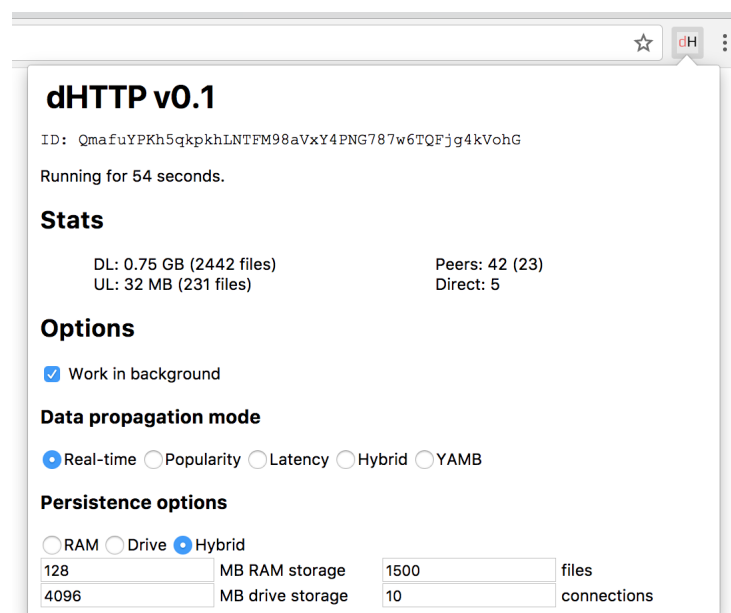 dH
dHTTP v0.1
ID: QmafuYPKh5qkpkhLNTFM98aVxY4PNG787w6TQFjg4kVohG
Running for 54 seconds.
Stats
DL: 0.75 GB (2442 files) Peers: 42 (23)
UL: 32 MB (231 files) Direct: 5
Options
Work in background
Data propagation mode
Real-time Popularity Latency Hybrid YAMB
Persistence options
RAM Drive Hybrid
128 MB RAM storage 1500 files
4096 MB drive storage 10 connections